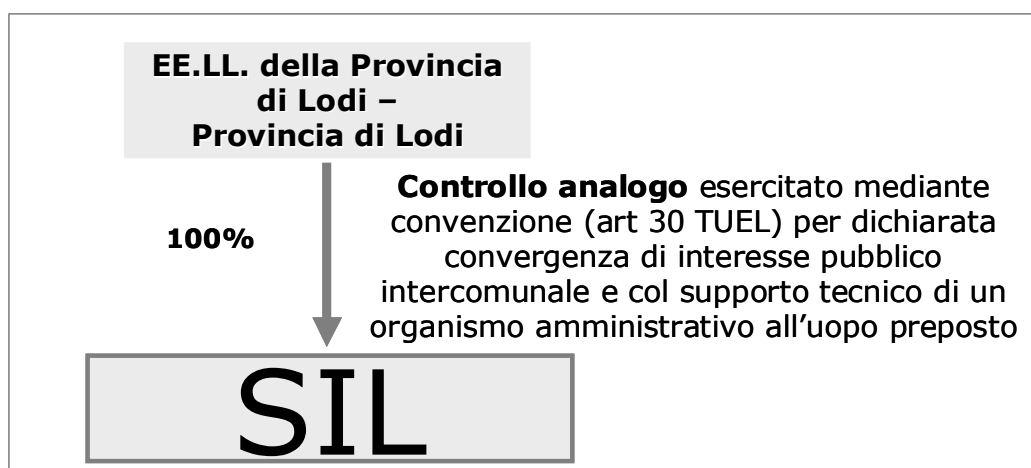 EE.LL. della Provincia
di Lodi –
Provincia di Lodi
100%
Controllo analogo esercitato mediante
convenzione (art 30 TUEL) per dichiarata
convergenza di interesse pubblico
intercomunale e col supporto tecnico di un
organismo amministrativo all’uopo preposto
SIL